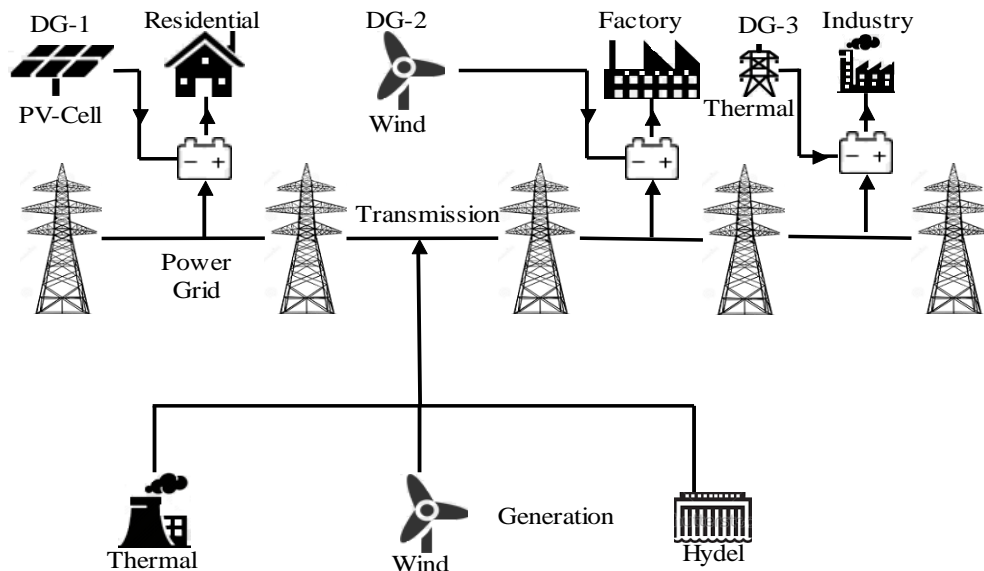 DG-1
Residential
DG-2
Factory
DG-3
Industry
PV-Cell
Wind
Thermal
Transmission
Power
Grid
Generation
Thermal
Wind
Hydel